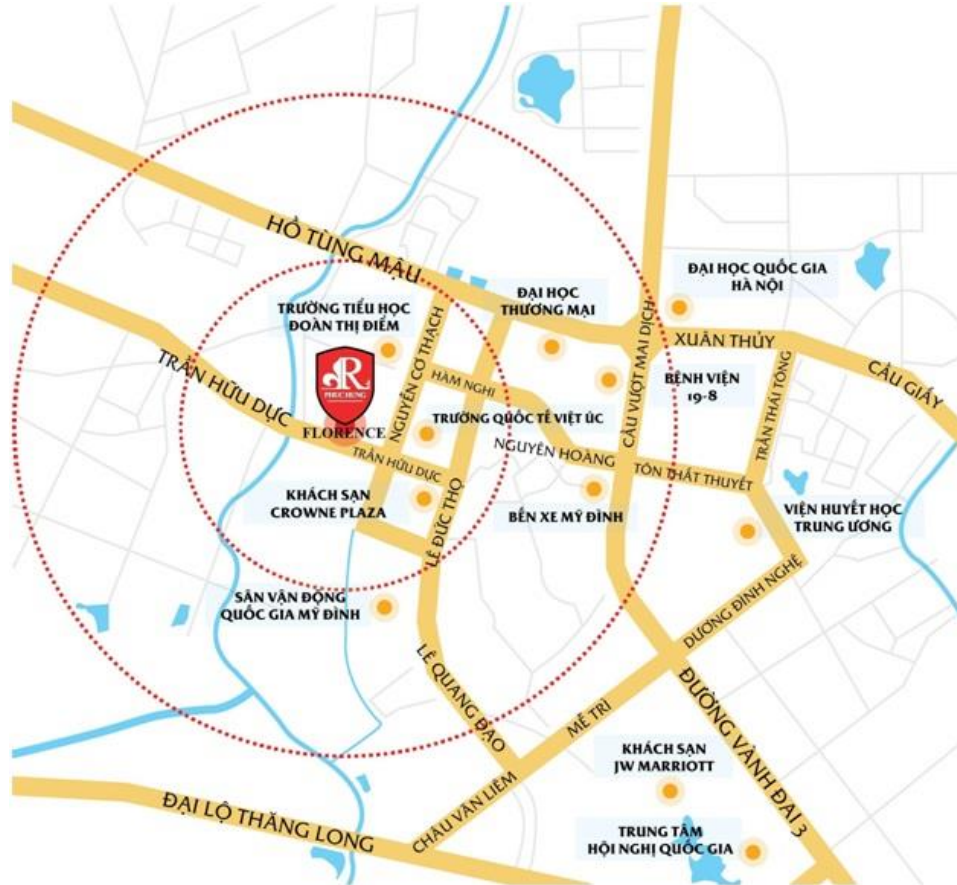 HỒ TÙNG MẬU
ĐẠI HỌC QUỐC GIA
HÀ NỘI
TRƯỜNG TIỂU HỌC
ĐOÀN THỊ ĐIỂM
ĐẠI HỌC
THƯƠNG MẠI
CẦU VƯỢT MAI DỊCH
XUÂN THỦY
CẦU GIẤY
TRẦN HỮU DỰC
R
PHUCHUNG
FLORENCE
NGUYỄN CƠ THẠCH
HÀM NGHI
BỆNH VIỆN
19-8
TRẦN THÁI TÔNG
TRƯỜNG QUỐC TẾ VIỆT ÚC
TRẦN HỮU DỰC
NGUYỄN HOÀNG
TÔN THẤT THUYẾT
KHÁCH SẠN
CROWNE PLAZA
LÊ ĐỨC THỌ
BẾN XE MỸ ĐÌNH
VIỆN HUYẾT HỌC
TRUNG ƯƠNG
SÂN VẬN ĐỘNG
QUỐC GIA MỸ ĐÌNH
DƯƠNG ĐÌNH NGHỆ
LÊ QUANG ĐẠO
MỄ TRÌ
ĐƯỜNG VÀNH ĐAI 3
KHÁCH SẠN
JW MARRIOTT
CHÂU VĂN LIÊM
ĐẠI LỘ THĂNG LONG
TRUNG TÂM
HỘI NGHỊ QUỐC GIA